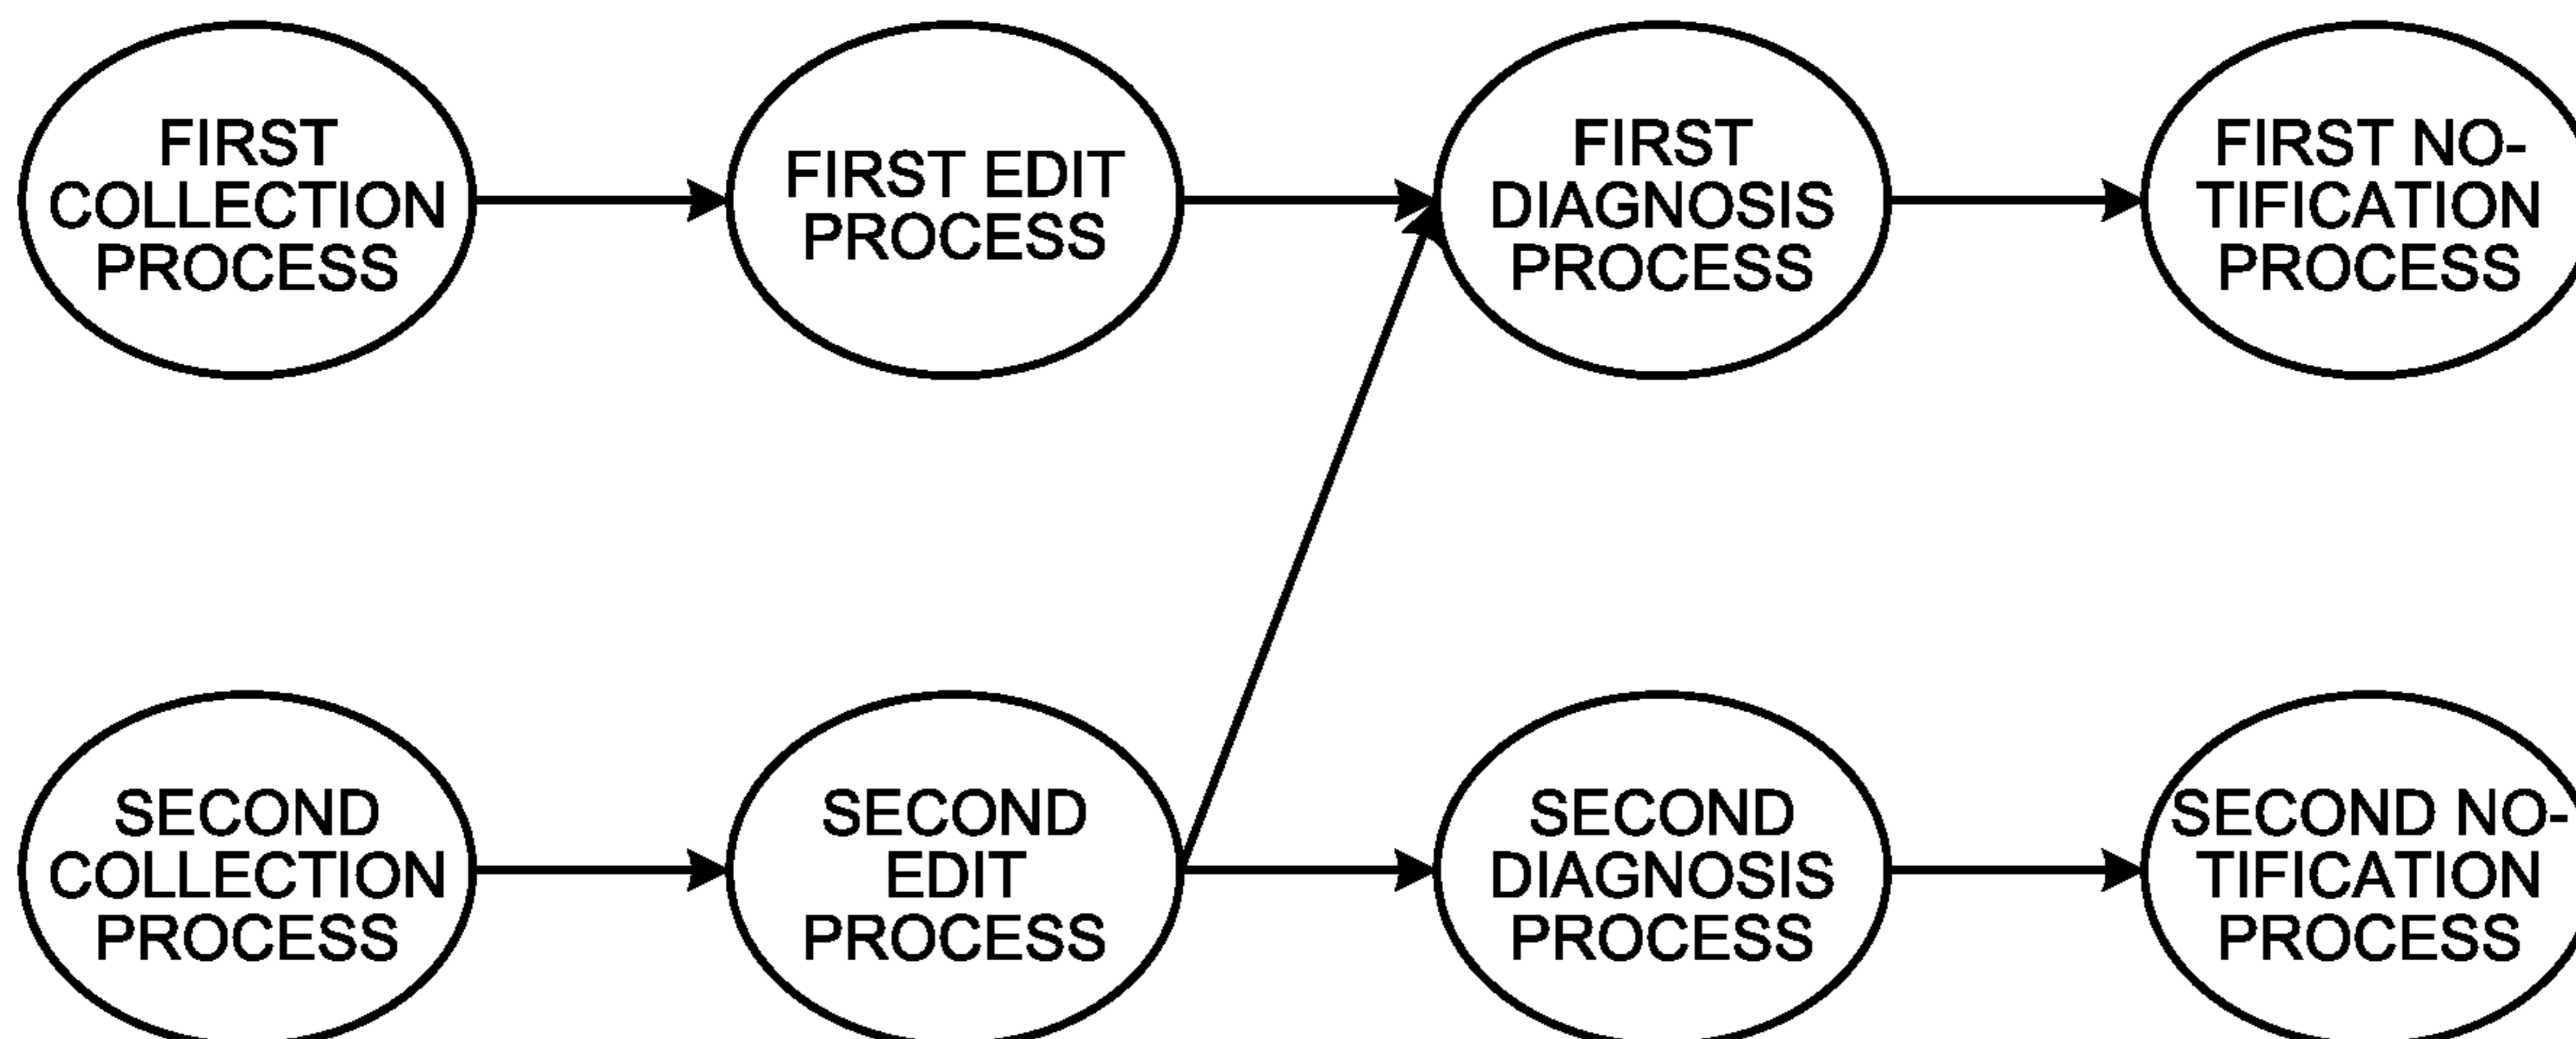 FIRST
COLLECTION
PROCESS
FIRST EDIT
PROCESS
FIRST
DIAGNOSIS
PROCESS
FIRST NO-
TIFICATION
PROCESS
SECOND
COLLECTION
PROCESS
SECOND
EDIT
PROCESS
SECOND
DIAGNOSIS
PROCESS
SECOND NO-
TIFICATION
PROCESS